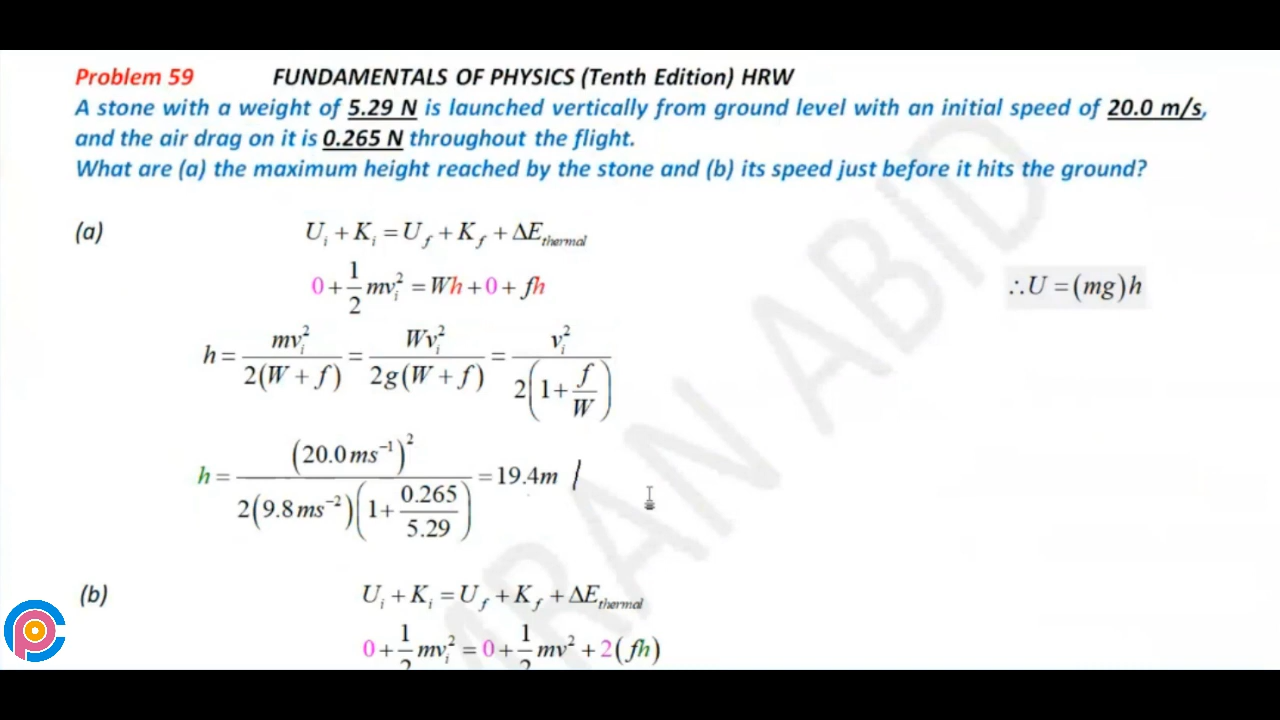 Problem 59 FUNDAMENTALS OF PHYSICS (Tenth Edition) HRW
A stone with a weight of 5.29 N is launched vertically from ground level with an initial speed of 20.0 m/s,
and the air drag on it is 0.265 N throughout the flight.
What are (a) the maximum height reached by the stone and (b) its speed just before it hits the ground?
(a) U_i + K_i = U_f + K_f + ΔE_thermal
0 + 1/2 mv_i^2 = Wh + 0 + fh ∴U = (mg)h
h = mv_i^2 / 2(W + f) = Wv_i^2 / 2g(W + f) = v_i^2 / 2(1 + f/W)
h = (20.0 ms^-1)^2 / 2(9.8 ms^-2)(1 + 0.265/5.29) = 19.4m
(b) U_i + K_i = U_f + K_f + ΔE_thermal
0 + 1/2 mv_i^2 = 0 + 1/2 mv^2 + 2(fh)
RAN ABID